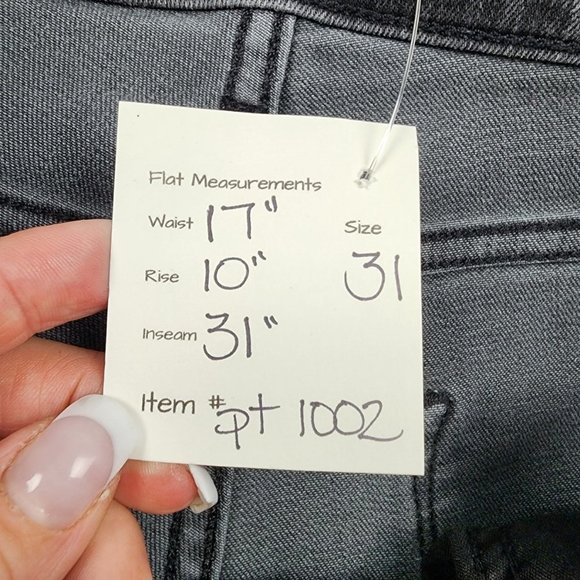 Flat Measurements
Waist 17"
Size
Rise 10"
31
Inseam 31"
Item # pt 1002